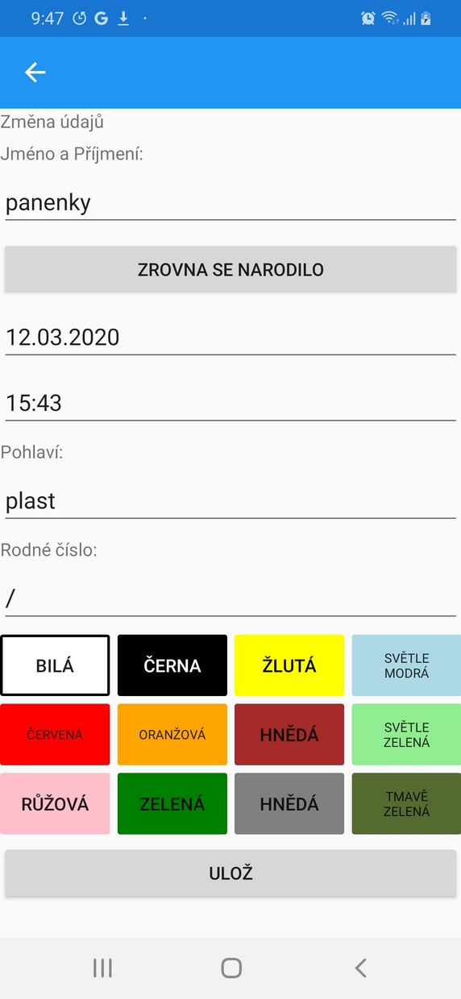 9:47
Změna údajů
Jméno a Příjmení:
panenky
ZROVNA SE NARODILO
12.03.2020
15:43
Pohlaví:
plast
Rodné číslo:
/
BILÁ
ČERNA
ŽLUTÁ
SVĚTLE
MODRÁ
ČERVENÁ
ORANŽOVÁ
HNĚDÁ
SVĚTLE
ZELENÁ
RŮŽOVÁ
ZELENÁ
HNĚDÁ
TMAVĚ
ZELENÁ
ULOŽ